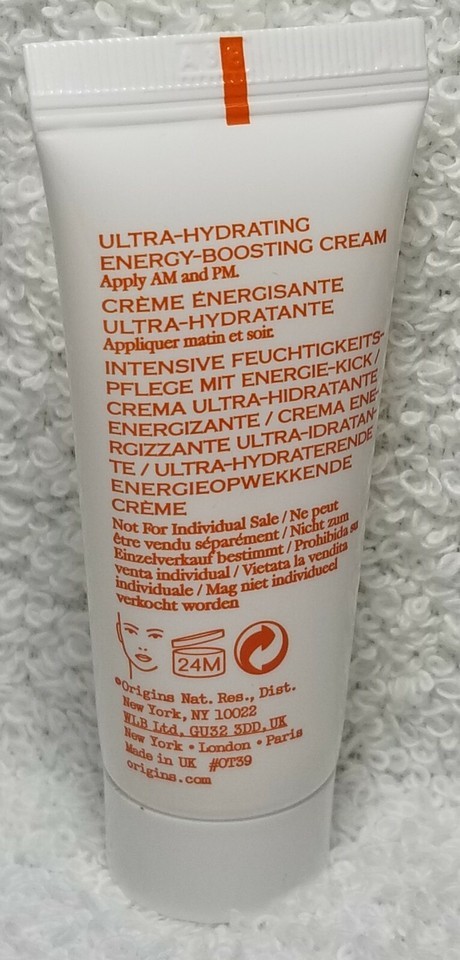 ULTRA-HYDRATING
ENERGY-BOOSTING CREAM
Apply AM and PM.
CRÈME ÉNERGISANTE
ULTRA-HYDRATANTE
Appliquer matin et soir.
INTENSIVE FEUCHTIGKEITS-
PFLEGE MIT ENERGIE-KICK /
CREMA ULTRA-HIDRATANTE
ENERGIZANTE / CREMA ENE-
RGIZZANTE ULTRA-IDRATAN-
TE / ULTRA-HYDRATERENDE
ENERGIEOPWEKKENDE
CRÈME
Not For Individual Sale / Ne peut
être vendu séparément / Nicht zum
Einzelverkauf bestimmt / Prohibida su
venta individual / Vietata la vendita
individuale / Mag niet individueel
verkocht worden
24M
©Origins Nat. Res., Dist.
New York, NY 10022
WLB Ltd, GU32 3DD, UK
New York • London • Paris
Made in UK #0T39
origins.com